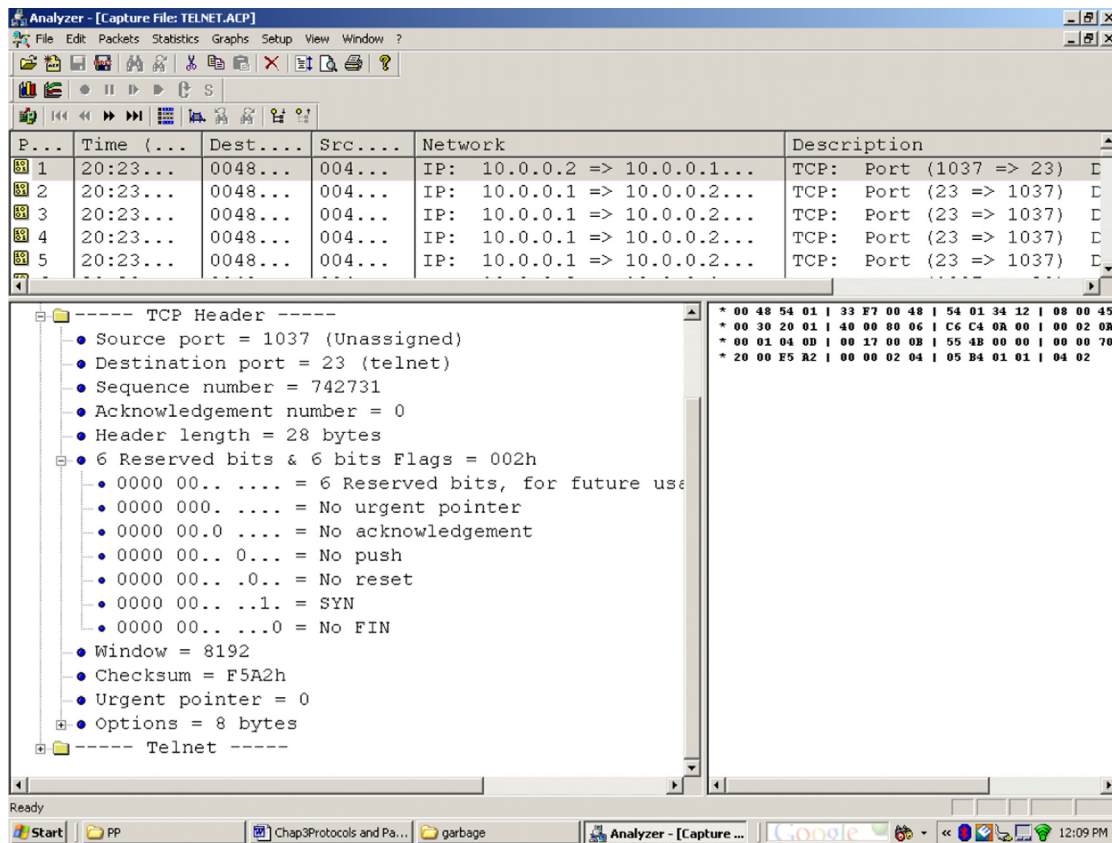 Analyzer - [Capture File: TELNET.ACP]
File Edit Packets Statistics Graphs Setup View Window ?
P... Time (... Dest.... Src.... Network Description
1 20:23... 0048... 004... IP: 10.0.0.2 => 10.0.0.1... TCP: Port (1037 => 23) D
2 20:23... 0048... 004... IP: 10.0.0.1 => 10.0.0.2... TCP: Port (23 => 1037) D
3 20:23... 0048... 004... IP: 10.0.0.1 => 10.0.0.2... TCP: Port (23 => 1037) D
4 20:23... 0048... 004... IP: 10.0.0.1 => 10.0.0.2... TCP: Port (23 => 1037) D
5 20:23... 0048... 004... IP: 10.0.0.1 => 10.0.0.2... TCP: Port (23 => 1037) D
----- TCP Header -----
Source port = 1037 (Unassigned)
Destination port = 23 (telnet)
Sequence number = 742731
Acknowledgement number = 0
Header length = 28 bytes
6 Reserved bits & 6 bits Flags = 002h
0000 00.. .... = 6 Reserved bits, for future usa
0000 000. .... = No urgent pointer
0000 00.0 .... = No acknowledgement
0000 00.. 0... = No push
0000 00.. .0.. = No reset
0000 00.. ..1. = SYN
0000 00.. ...0 = No FIN
Window = 8192
Checksum = F5A2h
Urgent pointer = 0
Options = 8 bytes
----- Telnet -----
* 00 48 54 01 | 33 F7 00 48 | 54 01 34 12 | 08 00 45
* 00 30 20 01 | 40 00 80 06 | C6 C4 0A 00 | 00 02 0A
* 00 01 04 0D | 00 17 00 0B | 55 4B 00 00 | 00 00 70
* 20 00 F5 A2 | 00 00 02 04 | 05 B4 01 01 | 04 02
Ready
Start PP Chap3Protocols and Pa... garbage Analyzer - [Capture ... Google « 12:09 PM